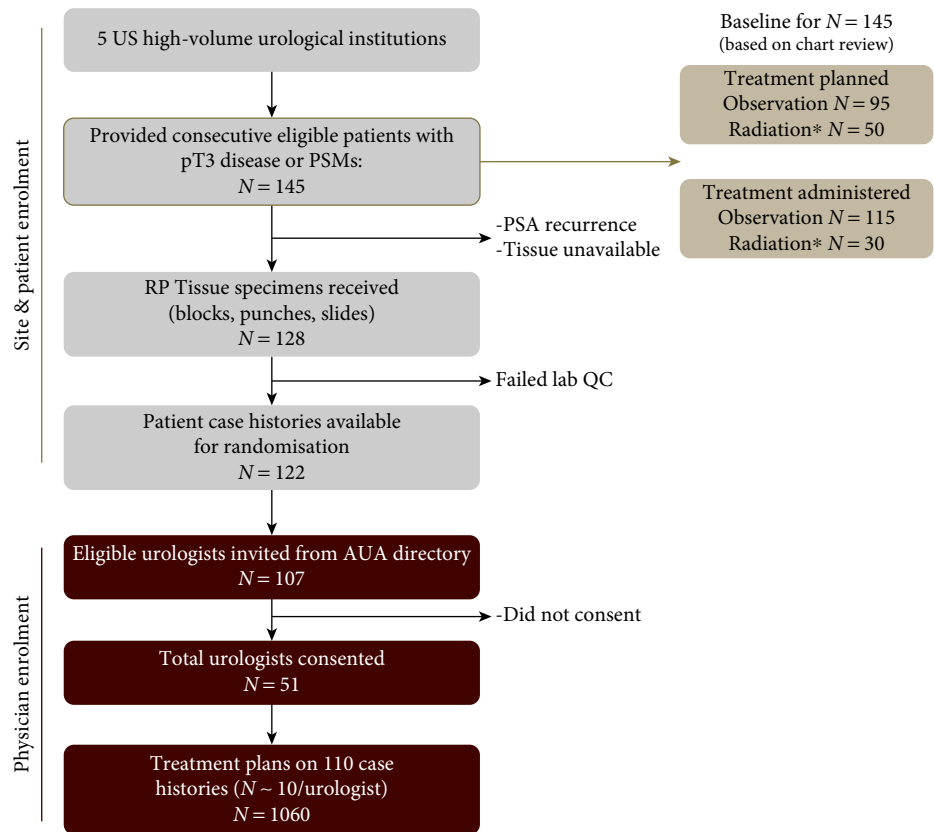 5 US high-volume urological institutions
Provided consecutive eligible patients with
pT3 disease or PSMs:
N = 145
-PSA recurrence
-Tissue unavailable
RP Tissue specimens received
(blocks, punches, slides)
N = 128
Failed lab QC
Patient case histories available
for randomisation
N = 122
Eligible urologists invited from AUA directory
N = 107
-Did not consent
Total urologists consented
N = 51
Treatment plans on 110 case
histories (N ~ 10/urologist)
N = 1060
Baseline for N = 145
(based on chart review)
Treatment planned
Observation N = 95
Radiation* N = 50
Treatment administered
Observation N = 115
Radiation* N = 30
Site & patient enrolment
Physician enrolment